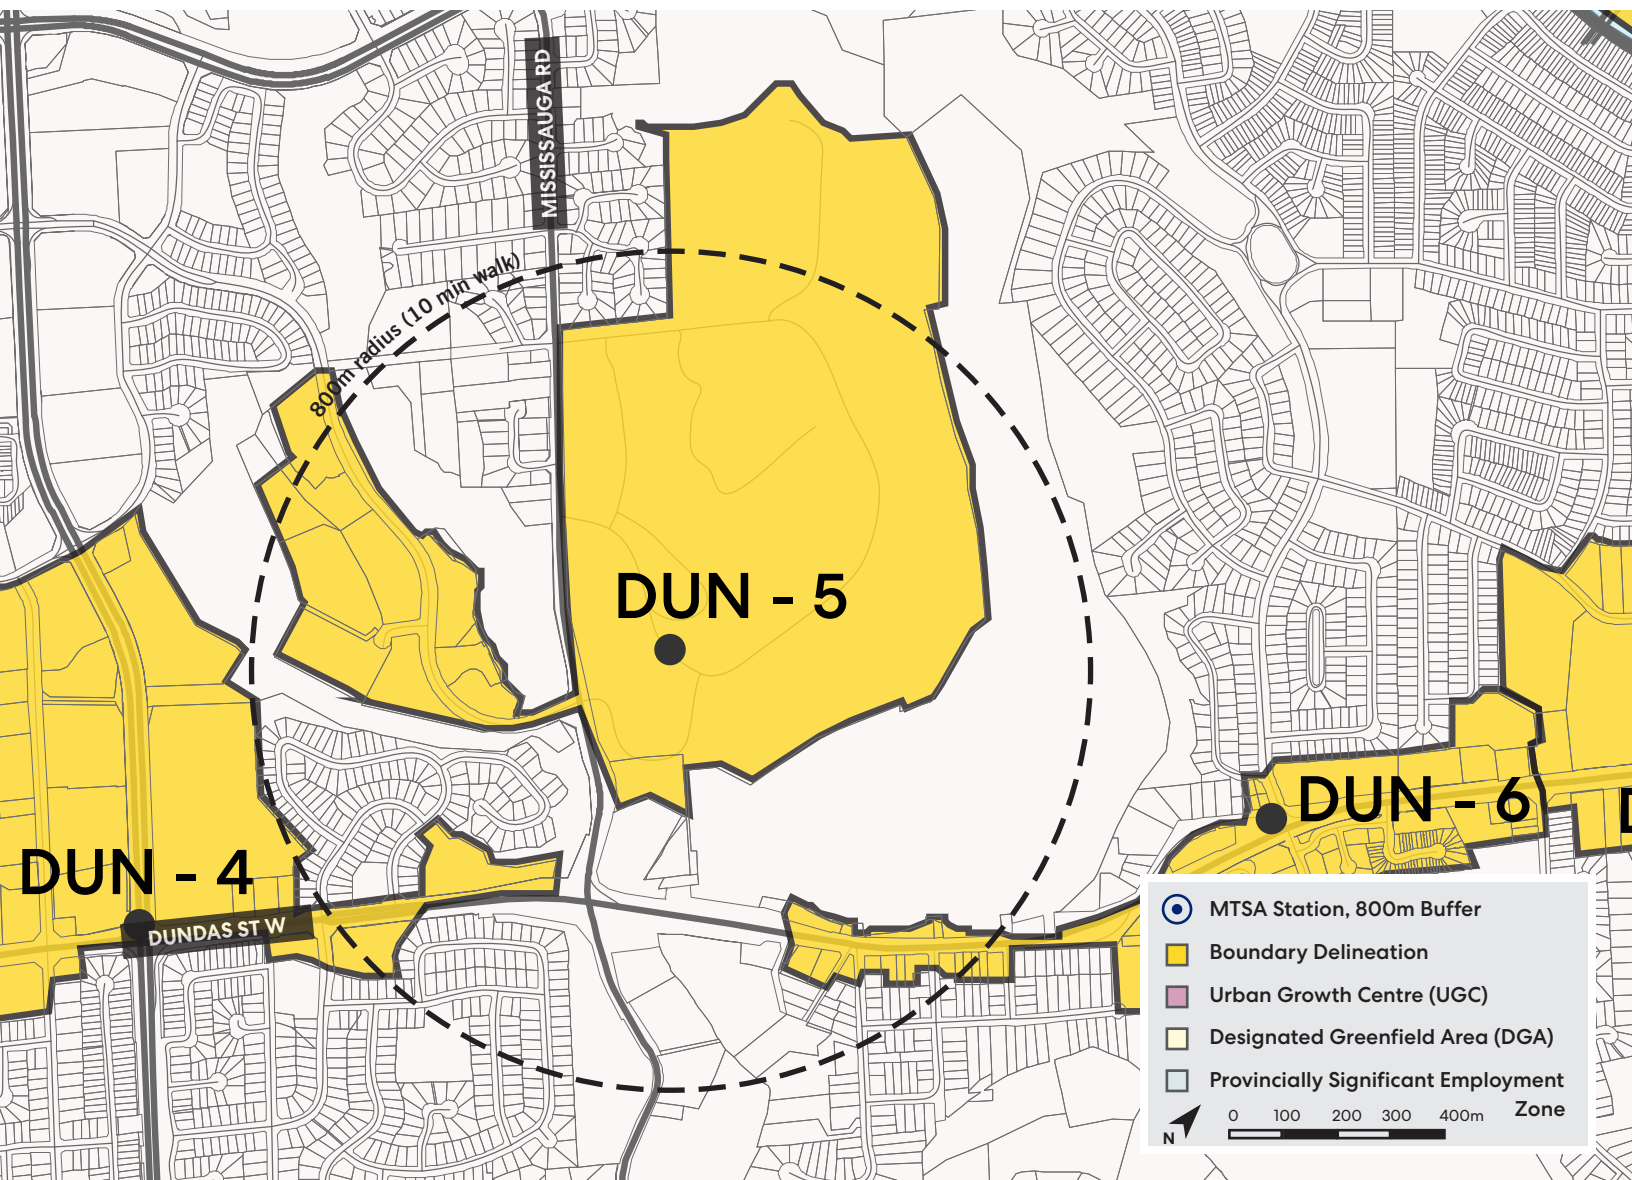 MISSISSAUGA RD
800m radius (10 min walk)
DUN - 5
DUN - 6
DUN - 4
DUNDAS ST W
MTSA Station, 800m Buffer
Boundary Delineation
Urban Growth Centre (UGC)
Designated Greenfield Area (DGA)
Provincially Significant Employment
Zone
0 100 200 300 400m
N